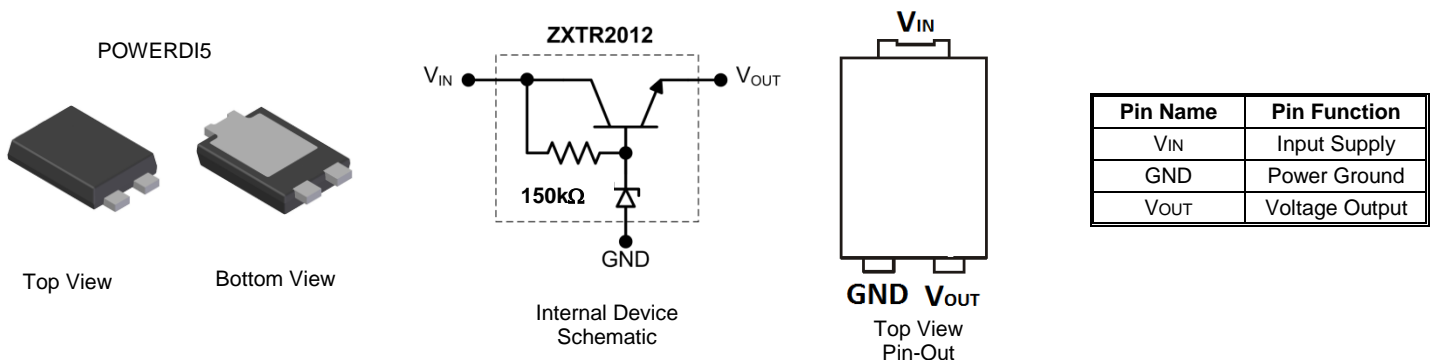 POWERDI5
Top View
Bottom View
ZXTR2012
VIN
VOUT
150kΩ
GND
Internal Device
Schematic
VIN
GND VOUT
Top View
Pin-Out
Pin Name Pin Function
VIN Input Supply
GND Power Ground
VOUT Voltage Output